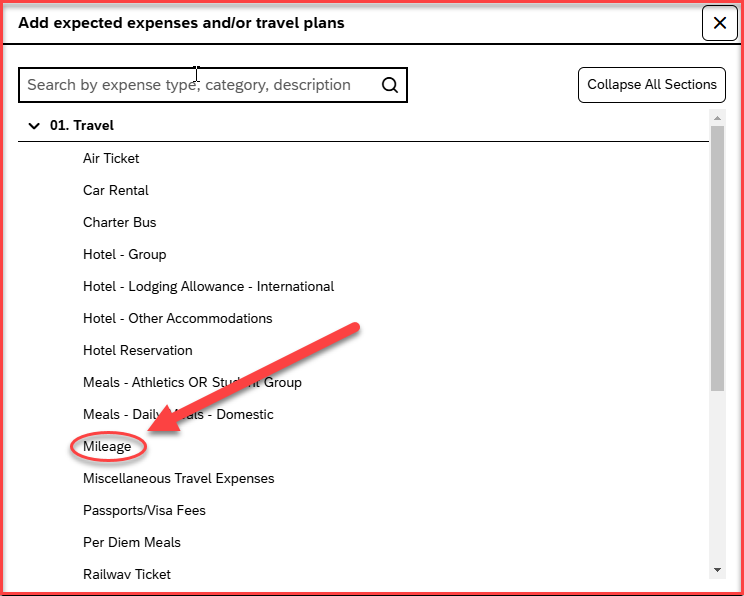 Add expected expenses and/or travel plans
Search by expense type, category, description
Collapse All Sections
01. Travel
Air Ticket
Car Rental
Charter Bus
Hotel - Group
Hotel - Lodging Allowance - International
Hotel - Other Accommodations
Hotel Reservation
Meals - Athletics OR Student Group
Meals - Daily Meals - Domestic
Mileage
Miscellaneous Travel Expenses
Passports/Visa Fees
Per Diem Meals
Railway Ticket